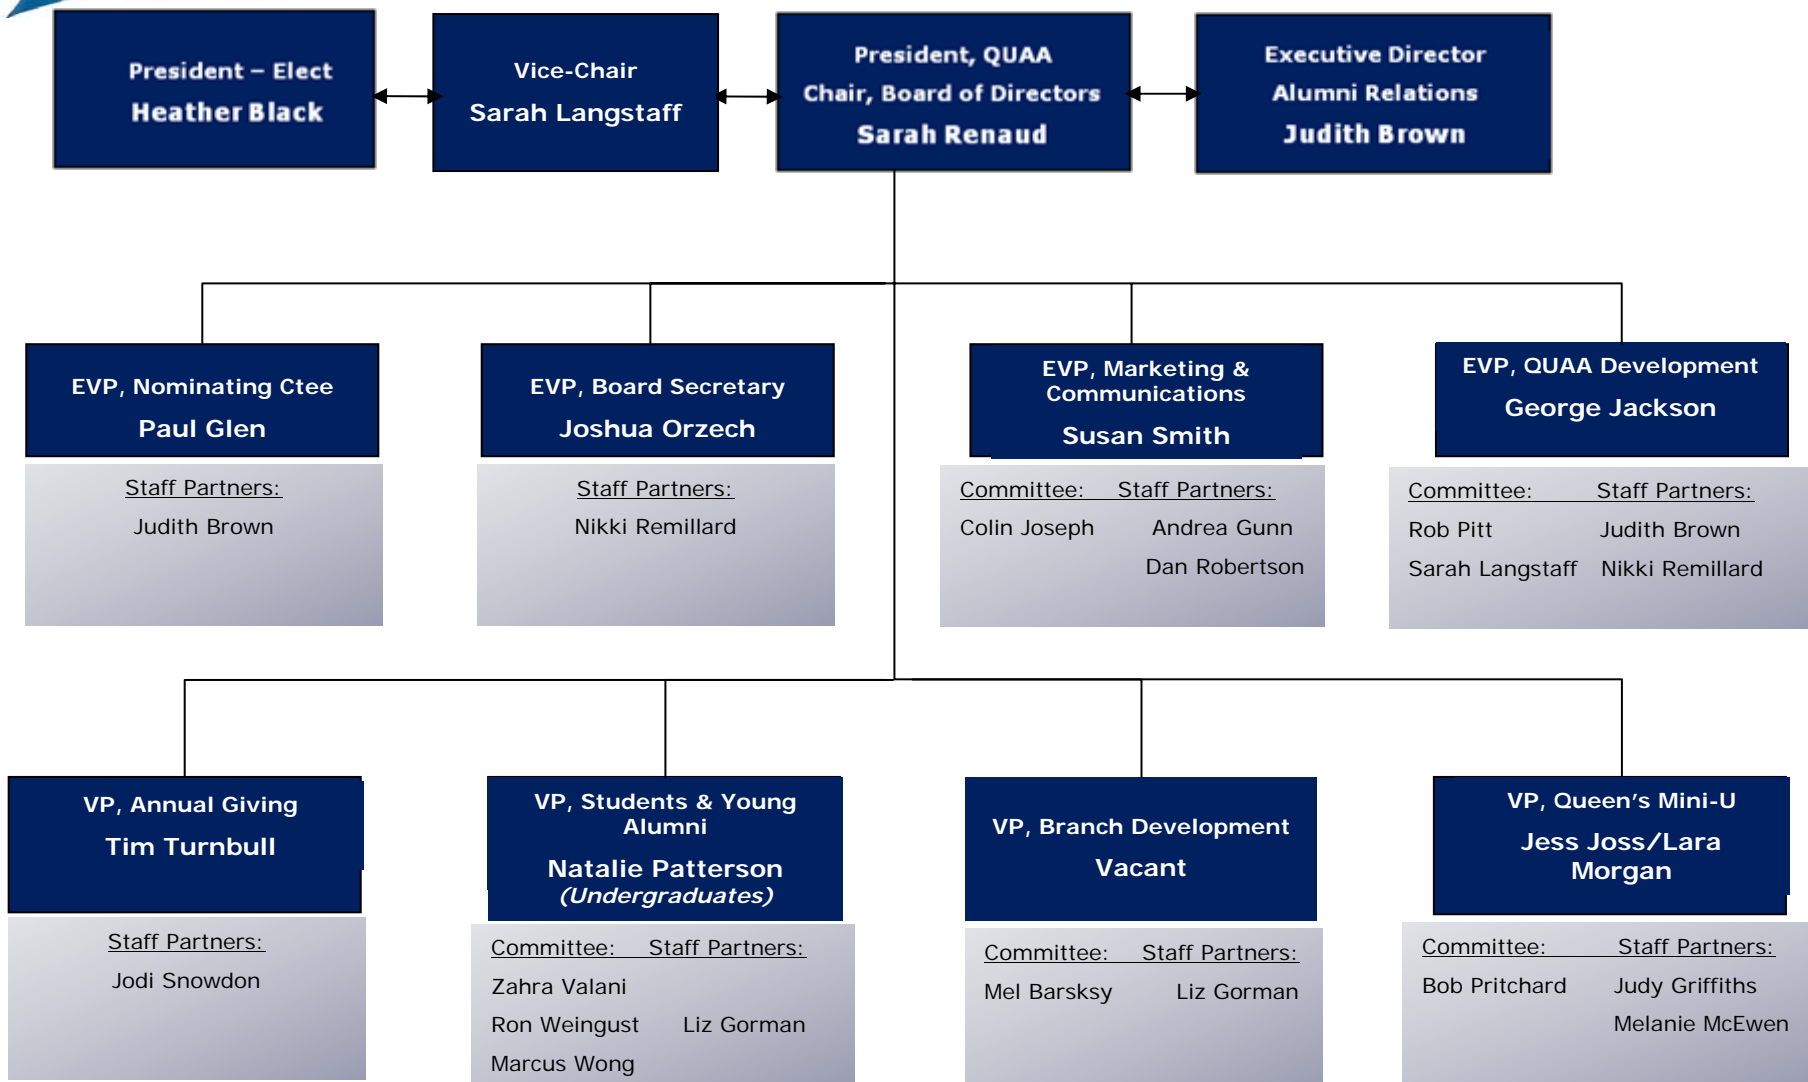 President – Elect
Heather Black
Vice-Chair
Sarah Langstaff
President, QUAA
Chair, Board of Directors
Sarah Renaud
Executive Director
Alumni Relations
Judith Brown
EVP, Nominating Ctee
Paul Glen
Staff Partners:
Judith Brown
EVP, Board Secretary
Joshua Orzech
Staff Partners:
Nikki Remillard
EVP, Marketing &
Communications
Susan Smith
Committee: Staff Partners:
Colin Joseph Andrea Gunn
Dan Robertson
EVP, QUAA Development
George Jackson
Committee: Staff Partners:
Rob Pitt Judith Brown
Sarah Langstaff Nikki Remillard
VP, Annual Giving
Tim Turnbull
Staff Partners:
Jodi Snowdon
VP, Students & Young
Alumni
Natalie Patterson
(Undergraduates)
Committee: Staff Partners:
Zahra Valani
Ron Weingust Liz Gorman
Marcus Wong
VP, Branch Development
Vacant
Committee: Staff Partners:
Mel Barsksy Liz Gorman
VP, Queen’s Mini-U
Jess Joss/Lara
Morgan
Committee: Staff Partners:
Bob Pritchard Judy Griffiths
Melanie McEwen